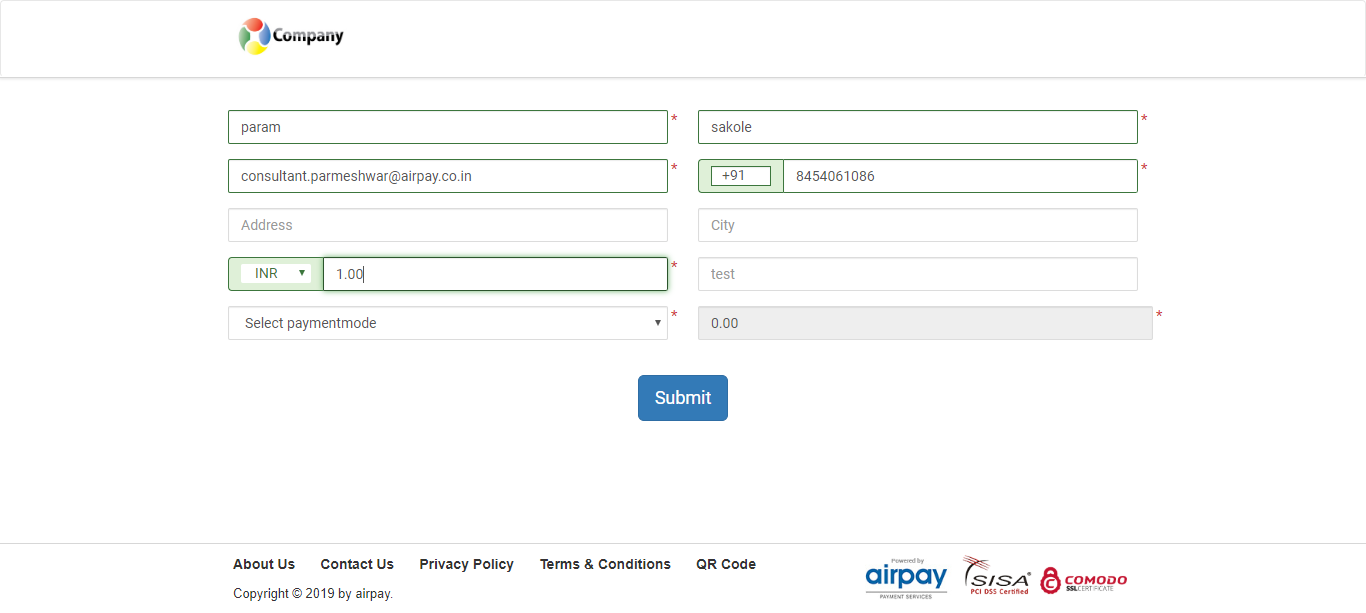 Company
param * sakole *
consultant.parmeshwar@airpay.co.in * +91 8454061086 *
Address City
INR 1.00 * test
Select paymentmode * 0.00 *
Submit
About Us Contact Us Privacy Policy Terms & Conditions QR Code
Copyright © 2019 by airpay.
Powered by
airpay
PAYMENT SERVICES
SISA
PCI DSS Certified
COMODO
SSL CERTIFICATE